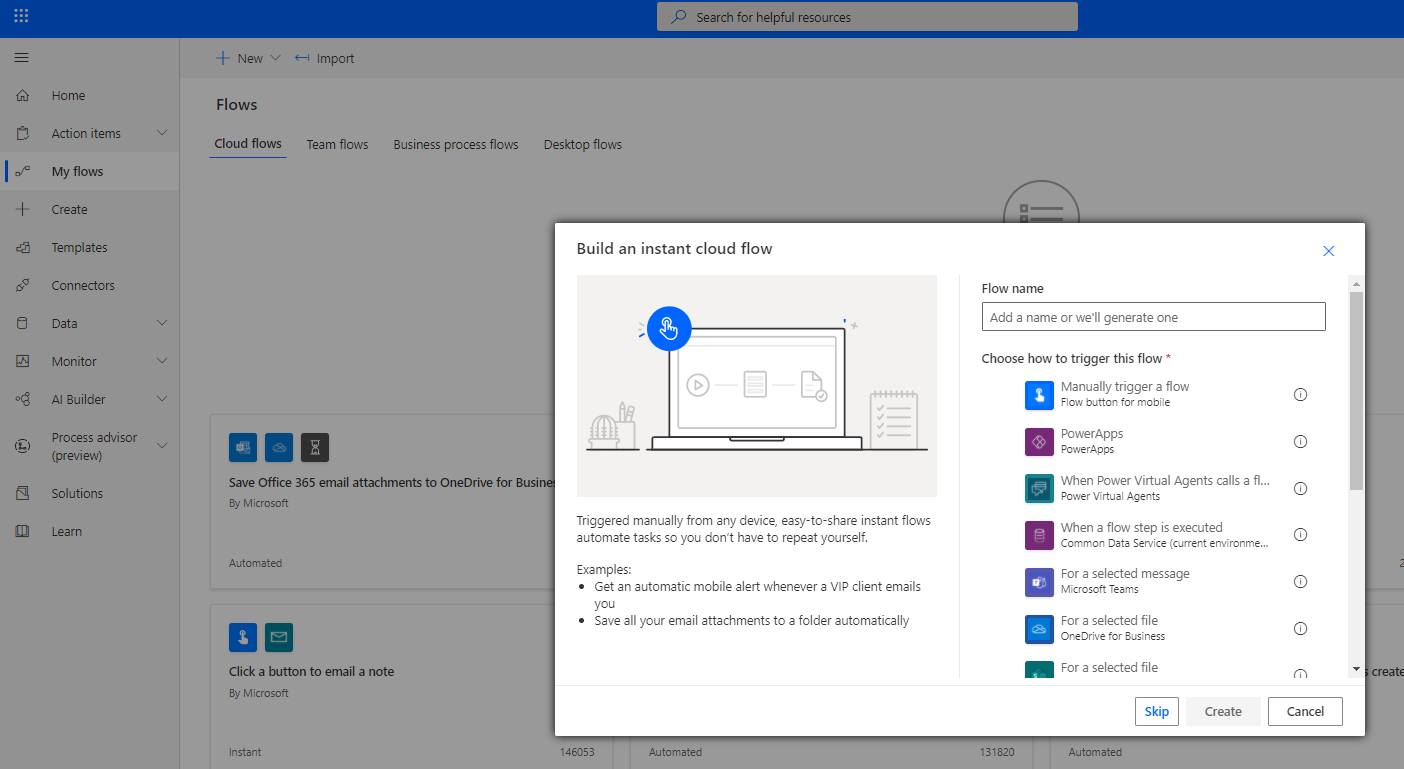 Search for helpful resources
New
Import
Home
Action items
My flows
Create
Templates
Connectors
Data
Monitor
AI Builder
Process advisor
(preview)
Solutions
Learn
Flows
Cloud flows
Team flows
Business process flows
Desktop flows
Save Office 365 email attachments to OneDrive for Busine
By Microsoft
Automated
Click a button to email a note
By Microsoft
Instant
146053
Automated
131820
Automated
2
s create
Build an instant cloud flow
Triggered manually from any device, easy-to-share instant flows
automate tasks so you don't have to repeat yourself.
Examples:
Get an automatic mobile alert whenever a VIP client emails
you
Save all your email attachments to a folder automatically
Flow name
Add a name or we'll generate one
Choose how to trigger this flow *
Manually trigger a flow
Flow button for mobile
PowerApps
PowerApps
When Power Virtual Agents calls a fl...
Power Virtual Agents
When a flow step is executed
Common Data Service (current environme...
For a selected message
Microsoft Teams
For a selected file
OneDrive for Business
For a selected file
Skip
Create
Cancel